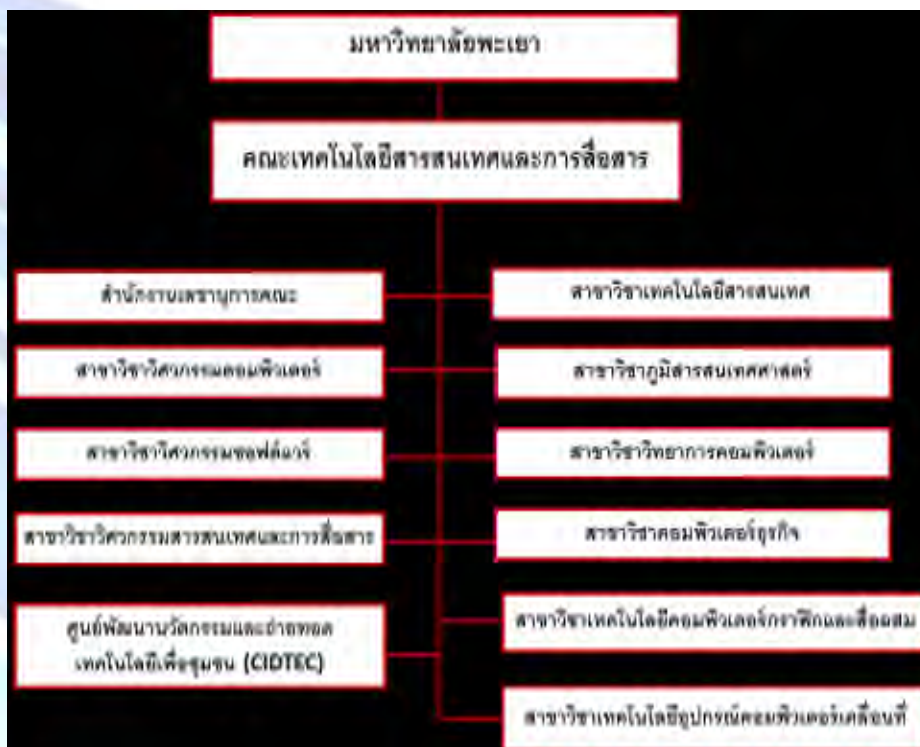 มหาวิทยาลัยพะเยา
คณะเทคโนโลยีสารสนเทศและการสื่อสาร
สำนักงานเลขานุการคณะ
สาขาวิชาเทคโนโลยีสารสนเทศ
สาขาวิชาวิศวกรรมคอมพิวเตอร์
สาขาวิชาภูมิสารสนเทศศาสตร์
สาขาวิชาวิศวกรรมซอฟต์แวร์
สาขาวิชาวิทยาการคอมพิวเตอร์
สาขาวิชาวิศวกรรมสารสนเทศและการสื่อสาร
สาขาวิชาคอมพิวเตอร์ธุรกิจ
ศูนย์พัฒนานวัตกรรมและถ่ายทอด
เทคโนโลยีเพื่อชุมชน (CIDTEC)
สาขาวิชาเทคโนโลยีคอมพิวเตอร์กราฟิกและสื่อผสม
สาขาวิชาเทคโนโลยีอุปกรณ์คอมพิวเตอร์เคลื่อนที่